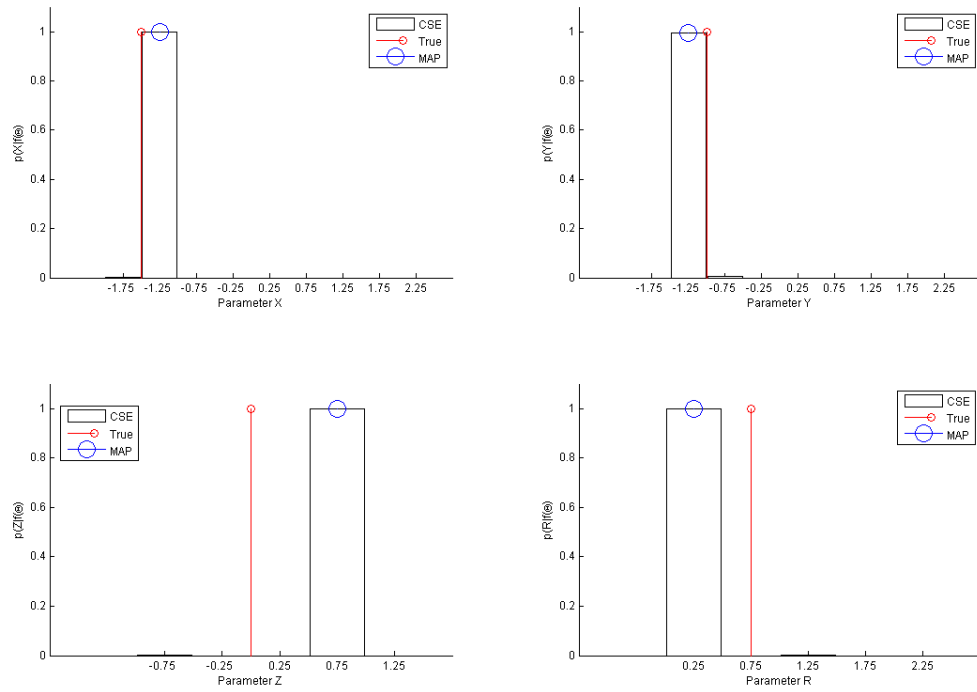 1
0.8
0.6
0.4
0.2
0
p(X|f(e)
CSE
True
MAP
-1.75 -1.25 -0.75 -0.25 0.25 0.75 1.25 1.75 2.25
Parameter X
1
0.8
0.6
0.4
0.2
0
p(Y|f(e)
CSE
True
MAP
-1.75 -1.25 -0.75 -0.25 0.25 0.75 1.25 1.75 2.25
Parameter Y
1
0.8
0.6
0.4
0.2
0
p(Z|f(e)
CSE
True
MAP
-0.75 -0.25 0.25 0.75 1.25
Parameter Z
1
0.8
0.6
0.4
0.2
0
p(R|f(e)
CSE
True
MAP
0.25 0.75 1.25 1.75 2.25
Parameter R